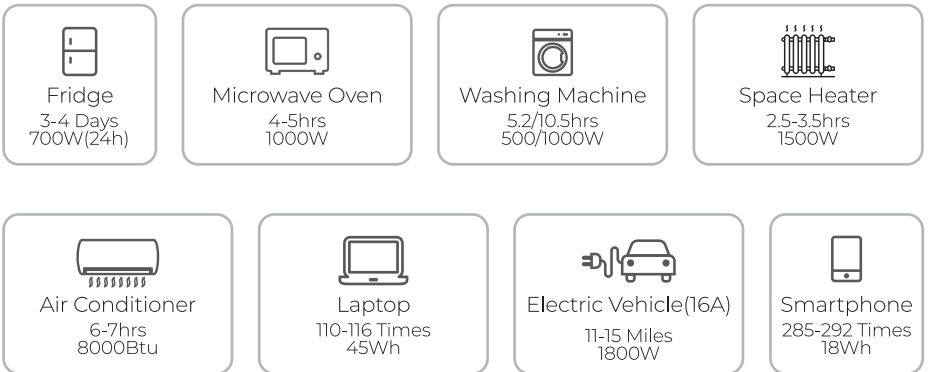 Fridge
3-4 Days
700W(24h)
Microwave Oven
4-5hrs
1000W
Washing Machine
5.2/10.5hrs
500/1000W
Space Heater
2.5-3.5hrs
1500W
Air Conditioner
6-7hrs
8000Btu
Laptop
110-116 Times
45Wh
Electric Vehicle(16A)
11-15 Miles
1800W
Smartphone
285-292 Times
18Wh